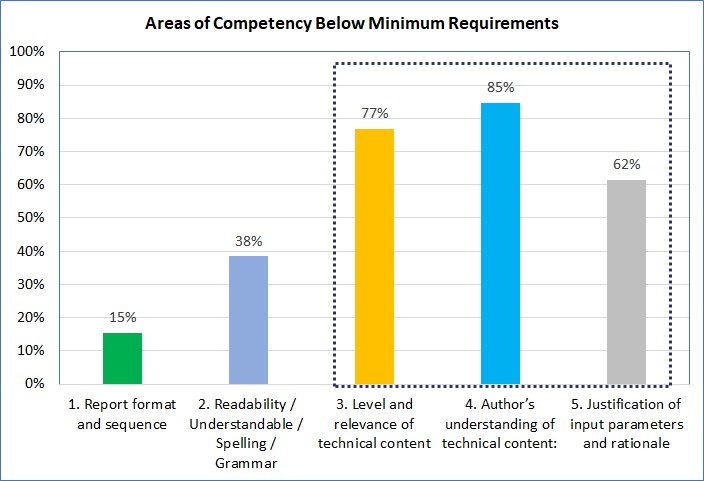 Areas of Competency Below Minimum Requirements
100%
90%
80%
70%
60%
50%
40%
30%
20%
10%
0%
15%
38%
77%
85%
62%
1. Report format
and sequence
2. Readability /
Understandable /
Spelling /
Grammar
3. Level and
relevance of
technical content
4. Author's
understanding of
technical content:
5. Justification of
input parameters
and rationale